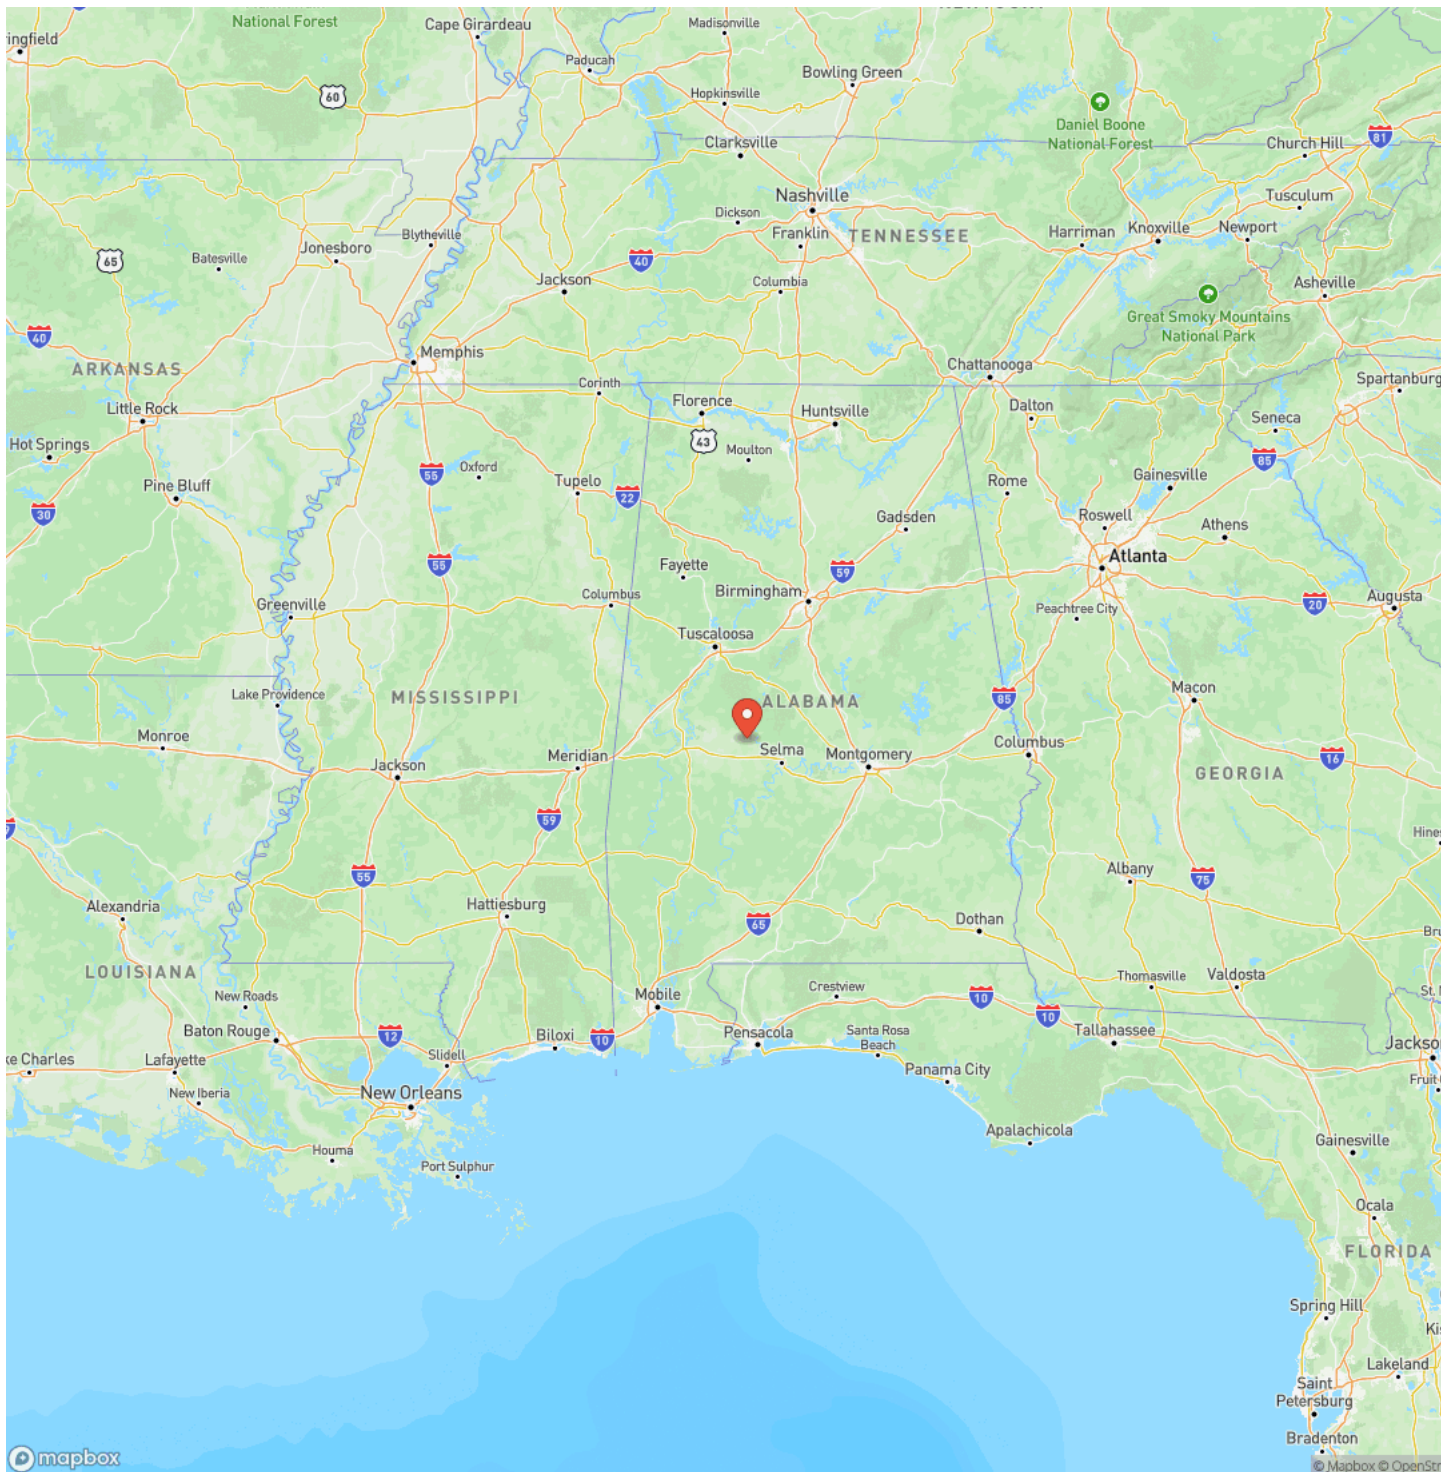 National Forest
KENTUCKY
Cape Girardeau
Madisonville
ringfield
Paducah
Bowling Green
60
Hopkinsville
Daniel Boone
National Forest
81
Clarksville
Church Hill
Nashville
Tusculum
Dickson
Franklin
TENNESSEE
Harriman
Knoxville
Newport
Blytheville
65
Batesville
Jonesboro
40
Jackson
Columbia
Asheville
Great Smoky Mountains
National Park
40
Memphis
ARKANSAS
Chattanooga
Corinth
Spartanburg
Little Rock
Florence
Huntsville
Dalton
Seneca
Hot Springs
43
Moulton
85
55
Oxford
Tupelo
Rome
Gainesville
Pine Bluff
22
30
Gadsden
Roswell
Athens
Atlanta
55
Fayette
59
Birmingham
Columbus
Greenville
Peachtree City
20
Augusta
Tuscaloosa
Lake Providence
MISSISSIPPI
ALABAMA
85
Macon
Monroe
Meridian
Selma
Montgomery
Columbus
Jackson
16
GEORGIA
59
Hines
55
Albany
75
Alexandria
Hattiesburg
65
Dothan
Bru
LOUISIANA
Thomasville
Valdosta
New Roads
Mobile
Crestview
10
St. M
10
Baton Rouge
12
Biloxi
10
Pensacola
Santa Rosa
Beach
Tallahassee
Jackson
ke Charles
Lafayette
Slidell
Panama City
Fruit C
New Iberia
New Orleans
Apalachicola
Gainesville
Houma
Port Sulphur
Ocala
FLORIDA
Spring Hill
Kis
Lakeland
Saint
Petersburg
Bradenton
mapbox
© Mapbox © OpenStr